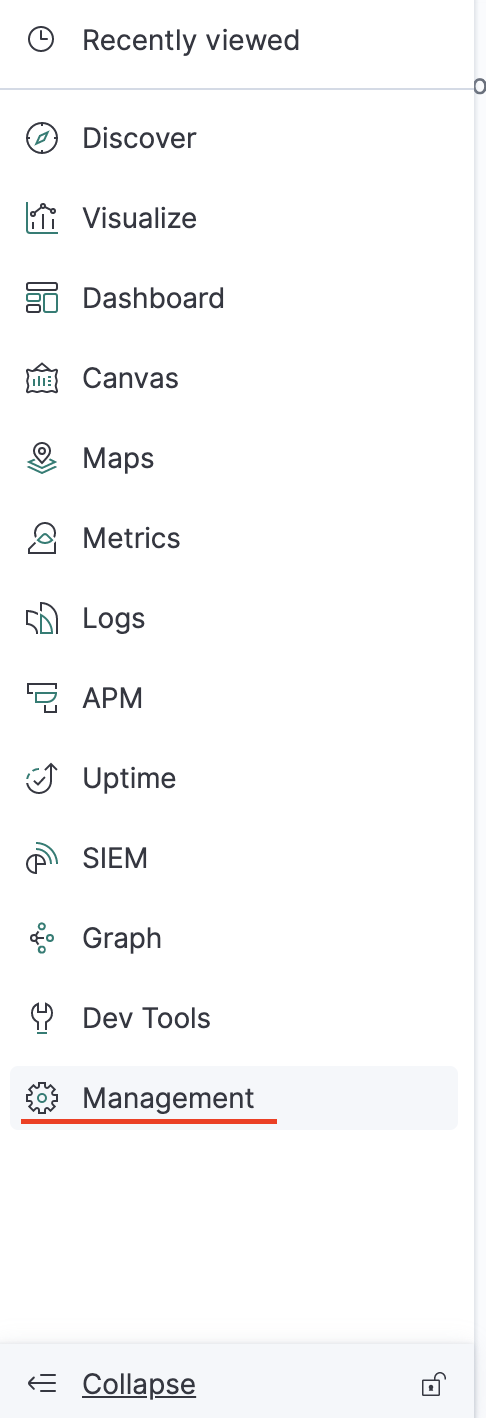 Recently viewed
Discover
Visualize
Dashboard
Canvas
Maps
Metrics
Logs
APM
Uptime
SIEM
Graph
Dev Tools
Management
Collapse